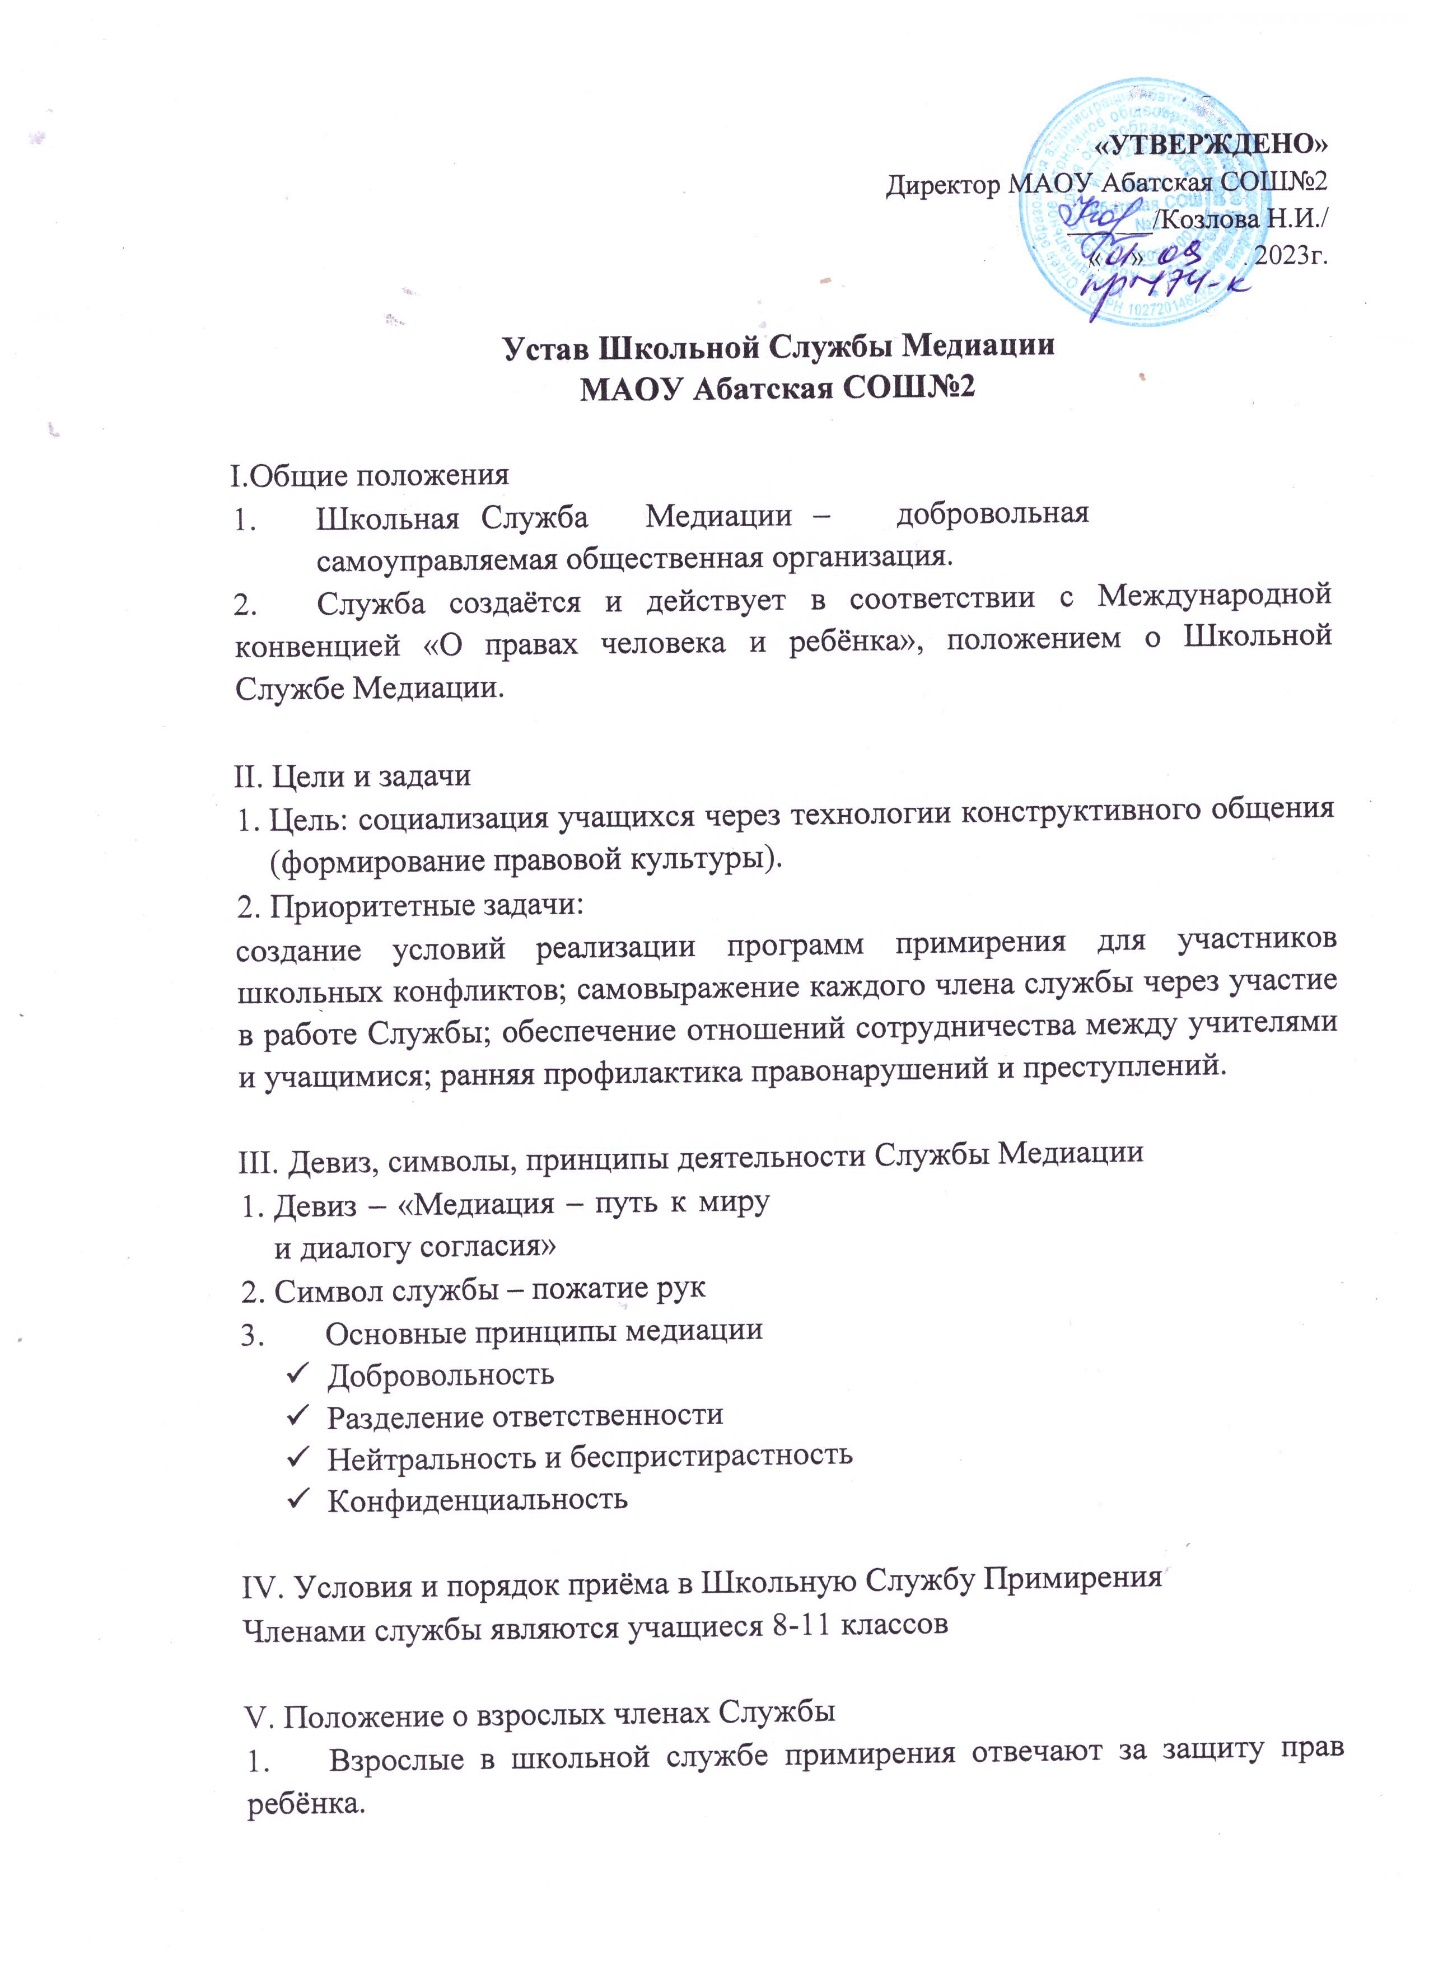 «УТВЕРЖДЕНО»
Директор МАОУ Абатская СОШ№2
______/Козлова Н.И./
«01» 09 2023г.
пр№174-к
Устав Школьной Службы Медиации
МАОУ Абатская СОШ№2
I.Общие положения
1. Школьная Служба Медиации – добровольная
самоуправляемая общественная организация.
2. Служба создаётся и действует в соответствии с Международной
конвенцией «О правах человека и ребёнка», положением о Школьной
Службе Медиации.
II. Цели и задачи
1. Цель: социализация учащихся через технологии конструктивного общения
(формирование правовой культуры).
2. Приоритетные задачи:
создание условий реализации программ примирения для участников
школьных конфликтов; самовыражение каждого члена службы через участие
в работе Службы; обеспечение отношений сотрудничества между учителями
и учащимися; ранняя профилактика правонарушений и преступлений.
III. Девиз, символы, принципы деятельности Службы Медиации
1. Девиз – «Медиация – путь к миру
и диалогу согласия»
2. Символ службы – пожатие рук
3. Основные принципы медиации
✓ Добровольность
✓ Разделение ответственности
✓ Нейтральность и беспристирастность
✓ Конфиденциальность
IV. Условия и порядок приёма в Школьную Службу Примирения
Членами службы являются учащиеся 8-11 классов
V. Положение о взрослых членах Службы
1. Взрослые в школьной службе примирения отвечают за защиту прав
ребёнка.